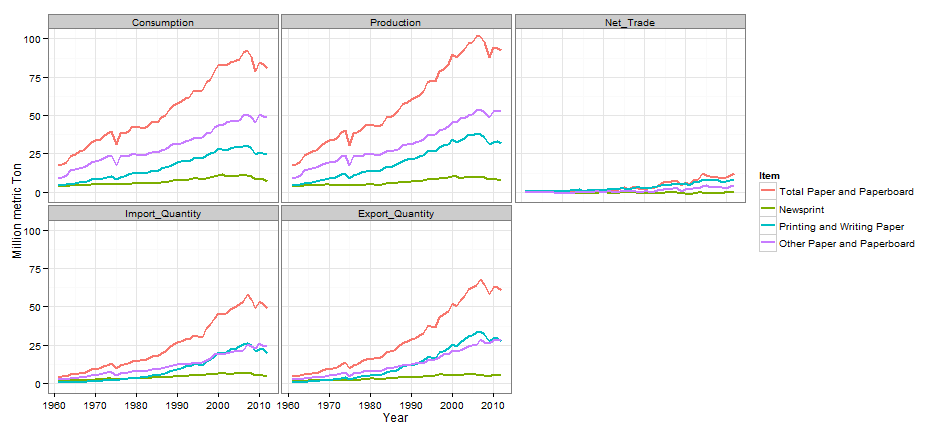 Consumption
Production
Net_Trade
100
75
50
25
0
Import_Quantity
Export_Quantity
100
75
50
25
0
1960
1970
1980
1990
2000
2010
1960
1970
1980
1990
2000
2010
Year
Million metric Ton
Item
Total Paper and Paperboard
Newsprint
Printing and Writing Paper
Other Paper and Paperboard